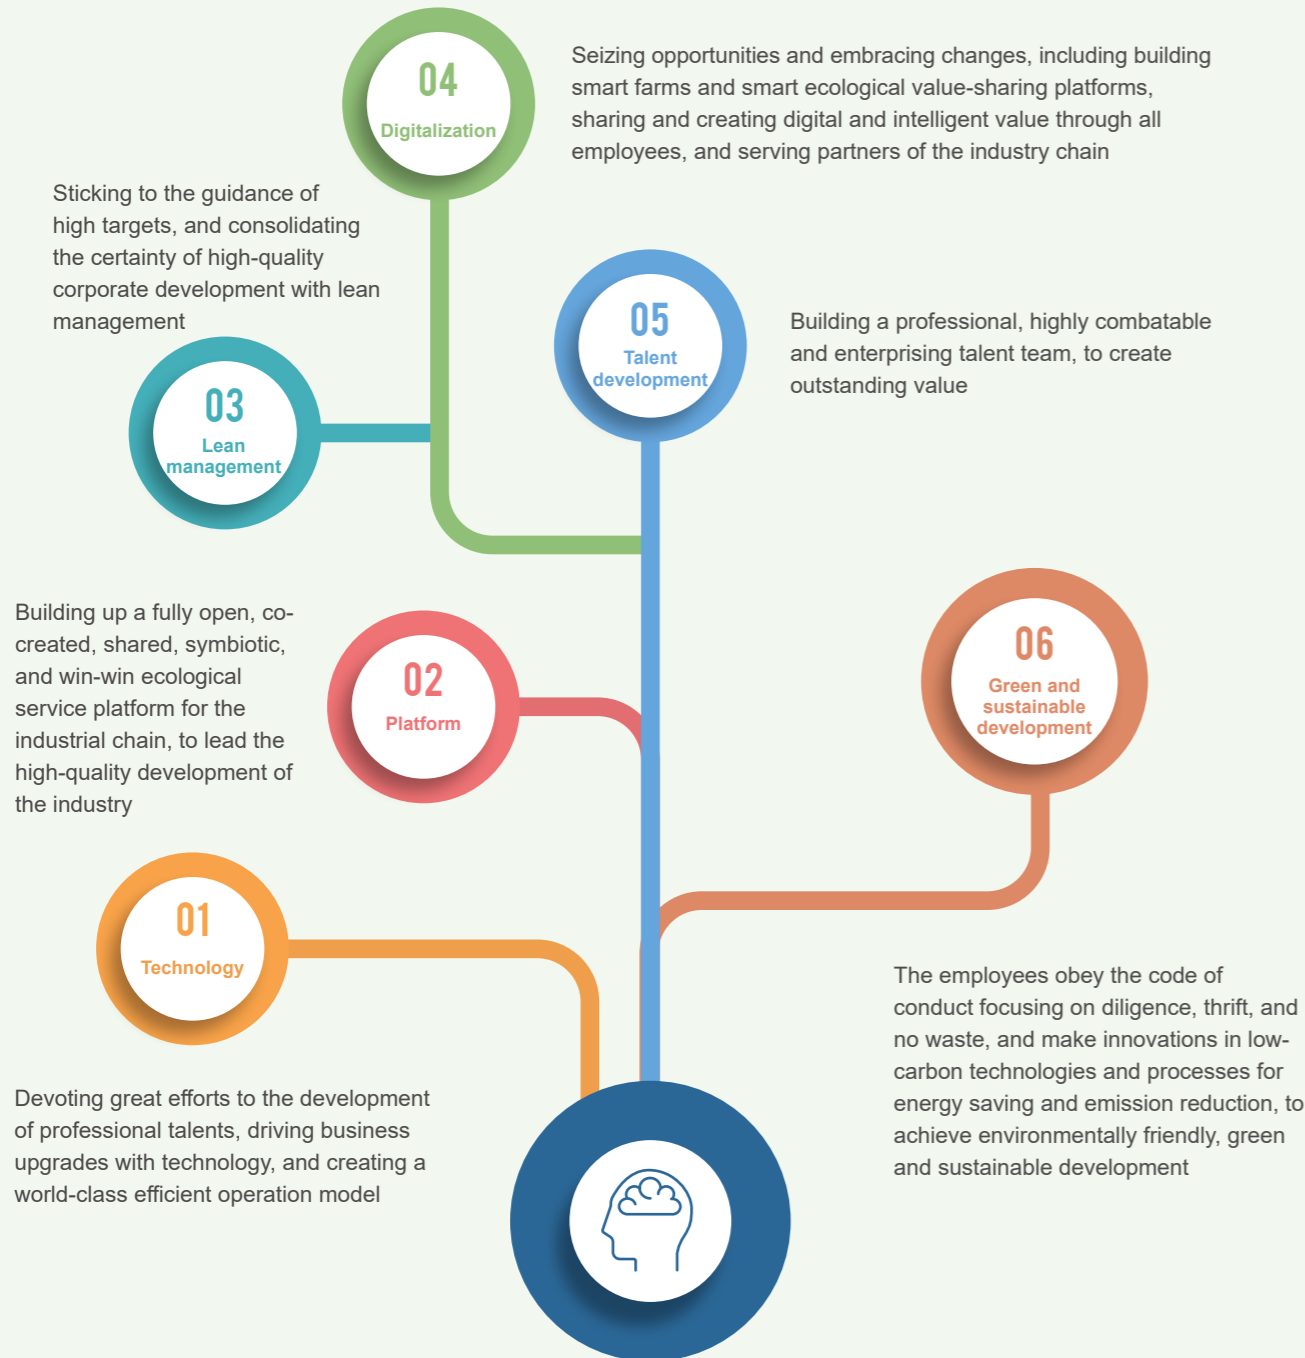 04
Digitalization
Seizing opportunities and embracing changes, including building
smart farms and smart ecological value-sharing platforms,
sharing and creating digital and intelligent value through all
employees, and serving partners of the industry chain
Sticking to the guidance of
high targets, and consolidating
the certainty of high-quality
corporate development with lean
management
03
Lean
management
05
Talent
development
Building a professional, highly combatable
and enterprising talent team, to create
outstanding value
Building up a fully open, co-
created, shared, symbiotic,
and win-win ecological
service platform for the
industrial chain, to lead the
high-quality development of
the industry
02
Platform
06
Green and
sustainable
development
01
Technology
Devoting great efforts to the development
of professional talents, driving business
upgrades with technology, and creating a
world-class efficient operation model
The employees obey the code of
conduct focusing on diligence, thrift, and
no waste, and make innovations in low-
carbon technologies and processes for
energy saving and emission reduction, to
achieve environmentally friendly, green
and sustainable development